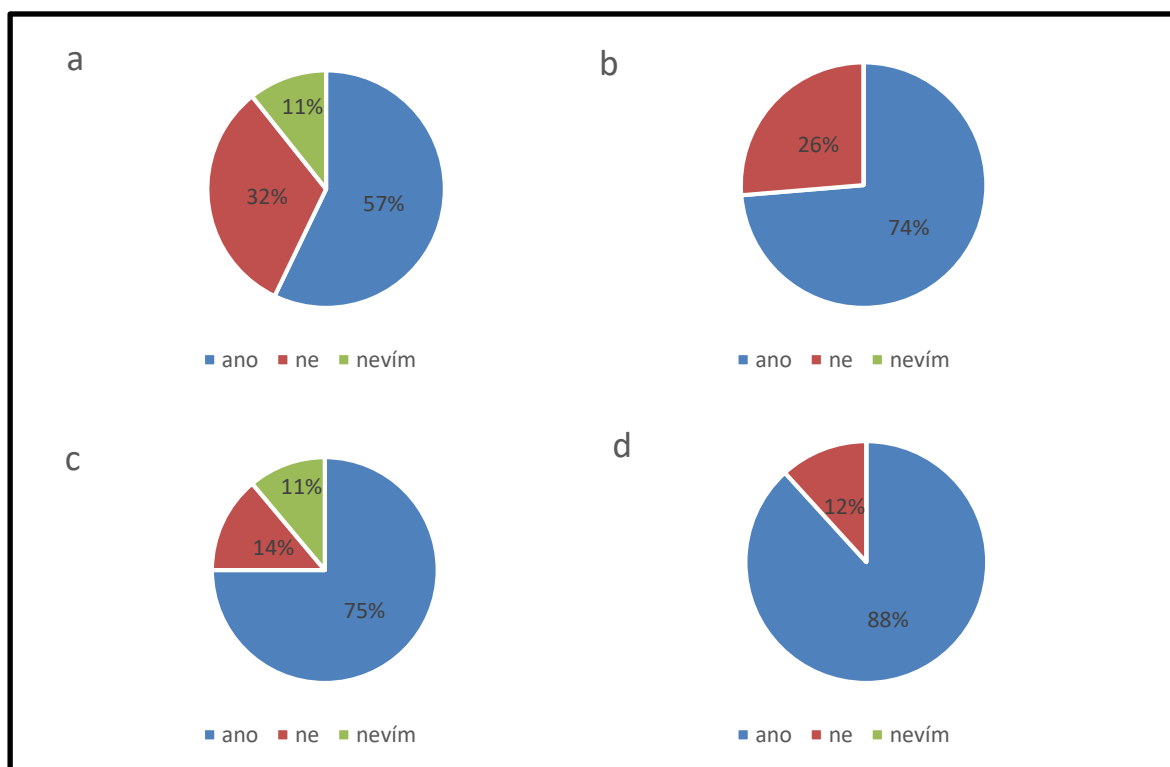 a
11%
32%
57%
ano ne nevím
b
26%
74%
ano ne nevím
c
11%
14%
75%
ano ne nevím
d
12%
88%
ano ne nevím